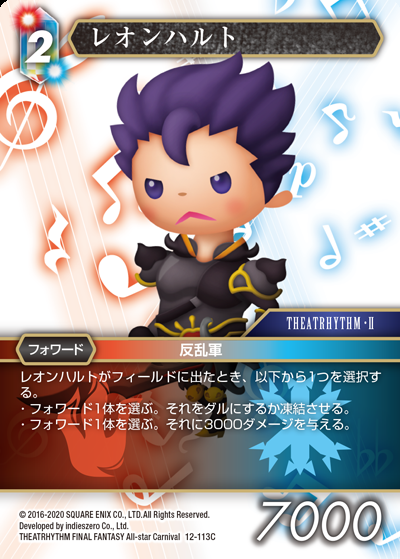 2
レオンハルト
THEATRHYTHM・II
フォワード
反乱軍
レオンハルトがフィールドに出たとき、以下から1つを選択す
る。
・フォワード1体を選ぶ。それをダルにするか凍結させる。
・フォワード1体を選ぶ。それに3000ダメージを与える。
© 2016-2020 SQUARE ENIX CO., LTD.All Rights Reserved.
Developed by indieszero Co., Ltd.
THEATRHYTHM FINAL FANTASY All-star Carnival 12-113C
7000